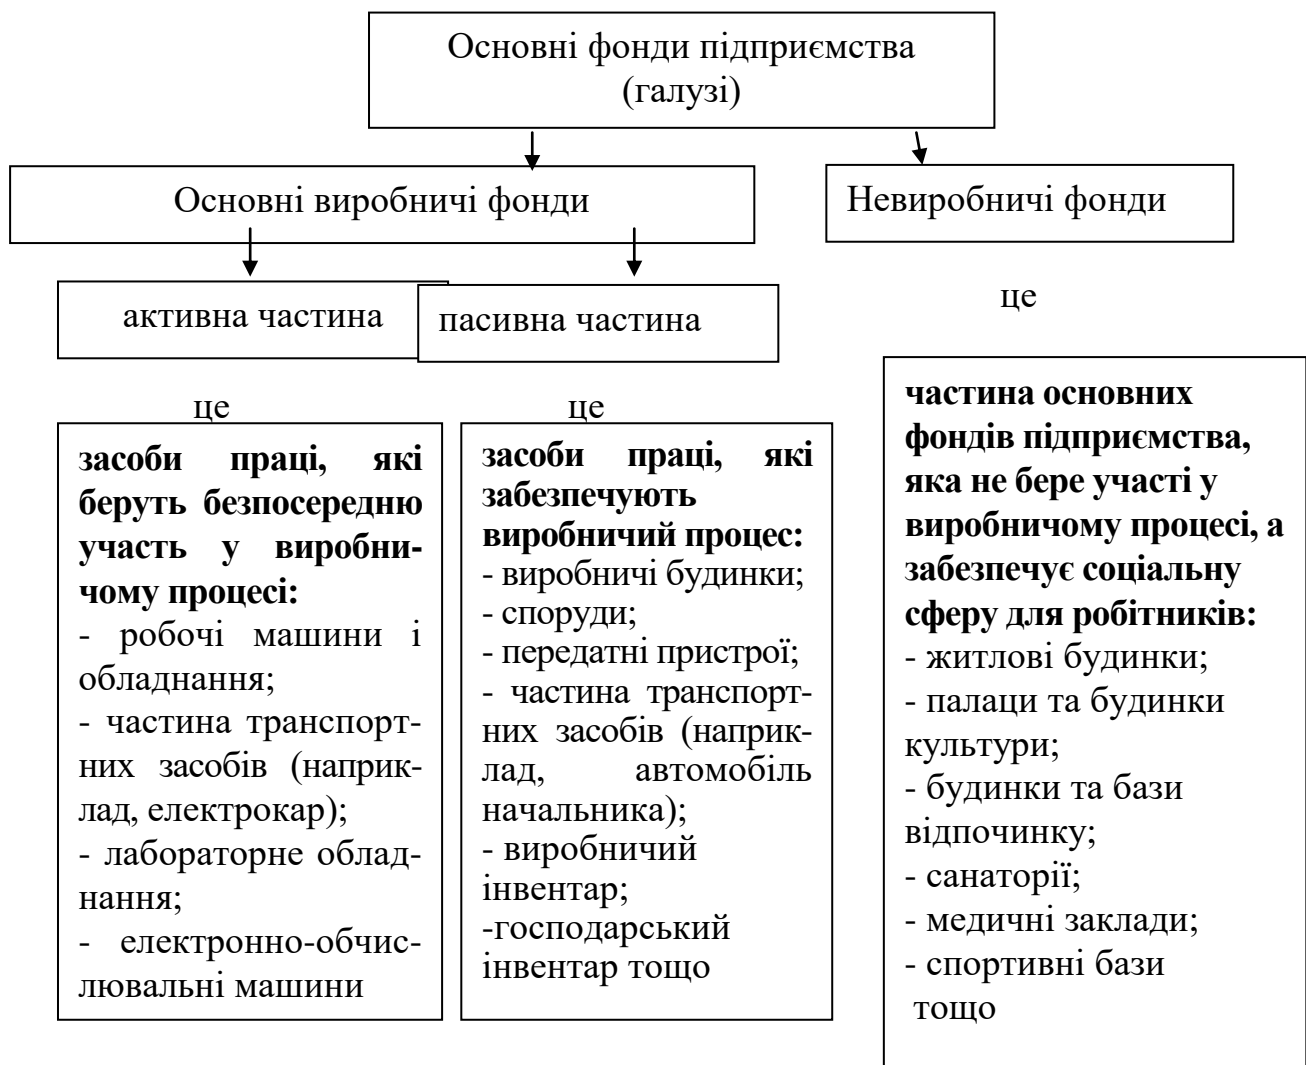 Основні фонди підприємства
(галузі)
Основні виробничі фонди
Невиробничі фонди
активна частина
пасивна частина
це
це
засоби праці, які
беруть безпосередню
участь у виробни-
чому процесі:
- робочі машини і
обладнання;
- частина транспорт-
них засобів (наприк-
лад, електрокар);
- лабораторне облад-
нання;
- електронно-обчис-
лювальні машини
це
засоби праці, які
забезпечують
виробничий процес:
- виробничі будинки;
- споруди;
- передатні пристрої;
- частина транспорт-
них засобів (наприк-
лад, автомобіль
начальника);
- виробничий
інвентар;
-господарський
інвентар тощо
частина основних
фондів підприємства,
яка не бере участі у
виробничому процесі, а
забезпечує соціальну
сферу для робітників:
- житлові будинки;
- палаци та будинки
культури;
- будинки та бази
відпочинку;
- санаторії;
- медичні заклади;
- спортивні бази
тощо